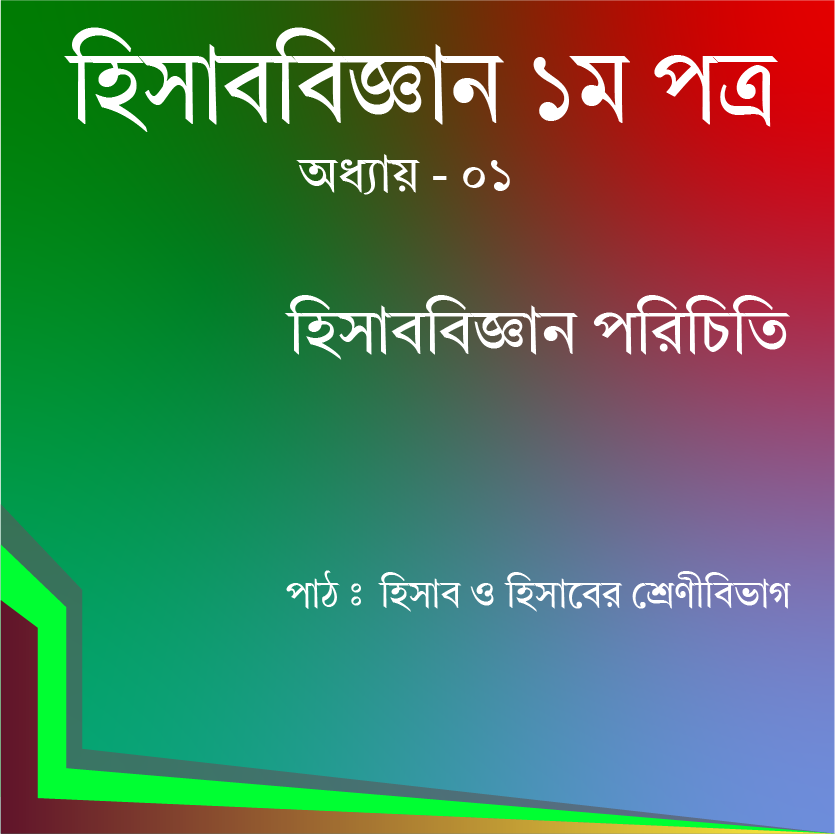 হিসাববিজ্ঞান ১ম পত্র
অধ্যায় - ০১
হিসাববিজ্ঞান পরিচিতি
পাঠ ঃ হিসাব ও হিসাবের শ্রেণীবিভাগ